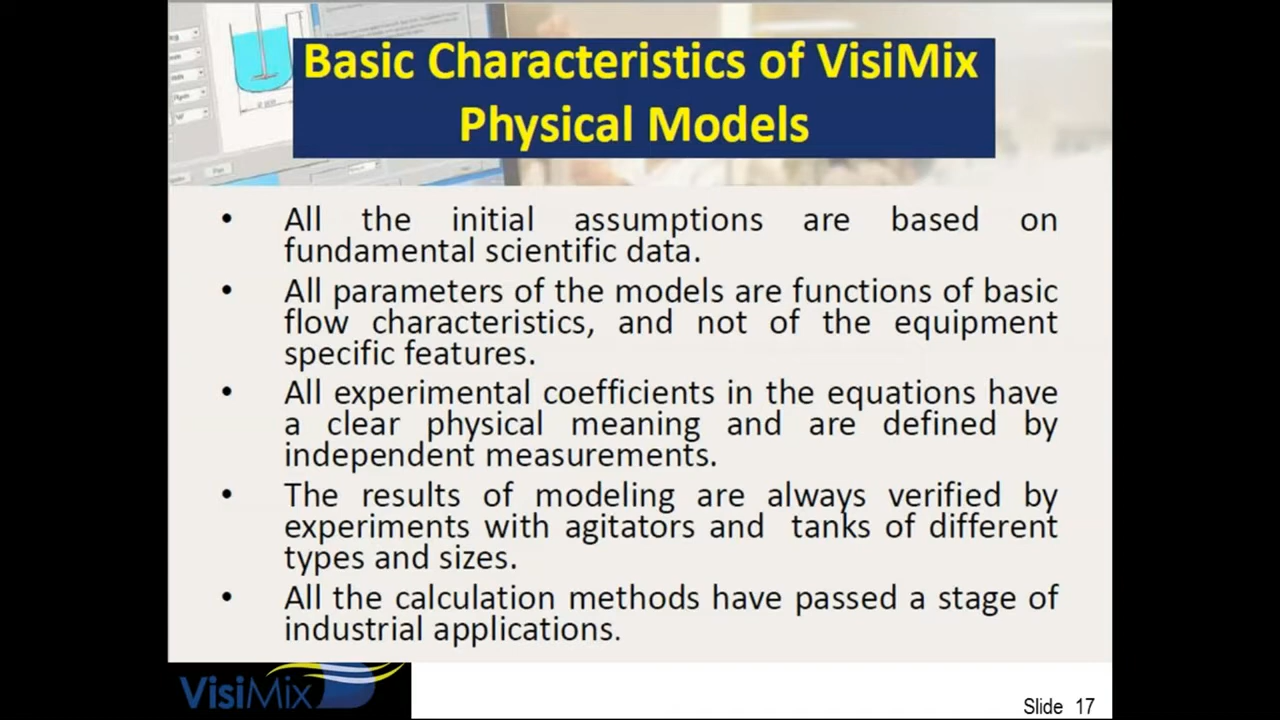 Basic Characteristics of VisiMix
Physical Models
• All the initial assumptions are based on
fundamental scientific data.
• All parameters of the models are functions of basic
flow characteristics, and not of the equipment
specific features.
• All experimental coefficients in the equations have
a clear physical meaning and are defined by
independent measurements.
• The results of modeling are always verified by
experiments with agitators and tanks of different
types and sizes.
• All the calculation methods have passed a stage of
industrial applications.
VisiMix
Slide 17